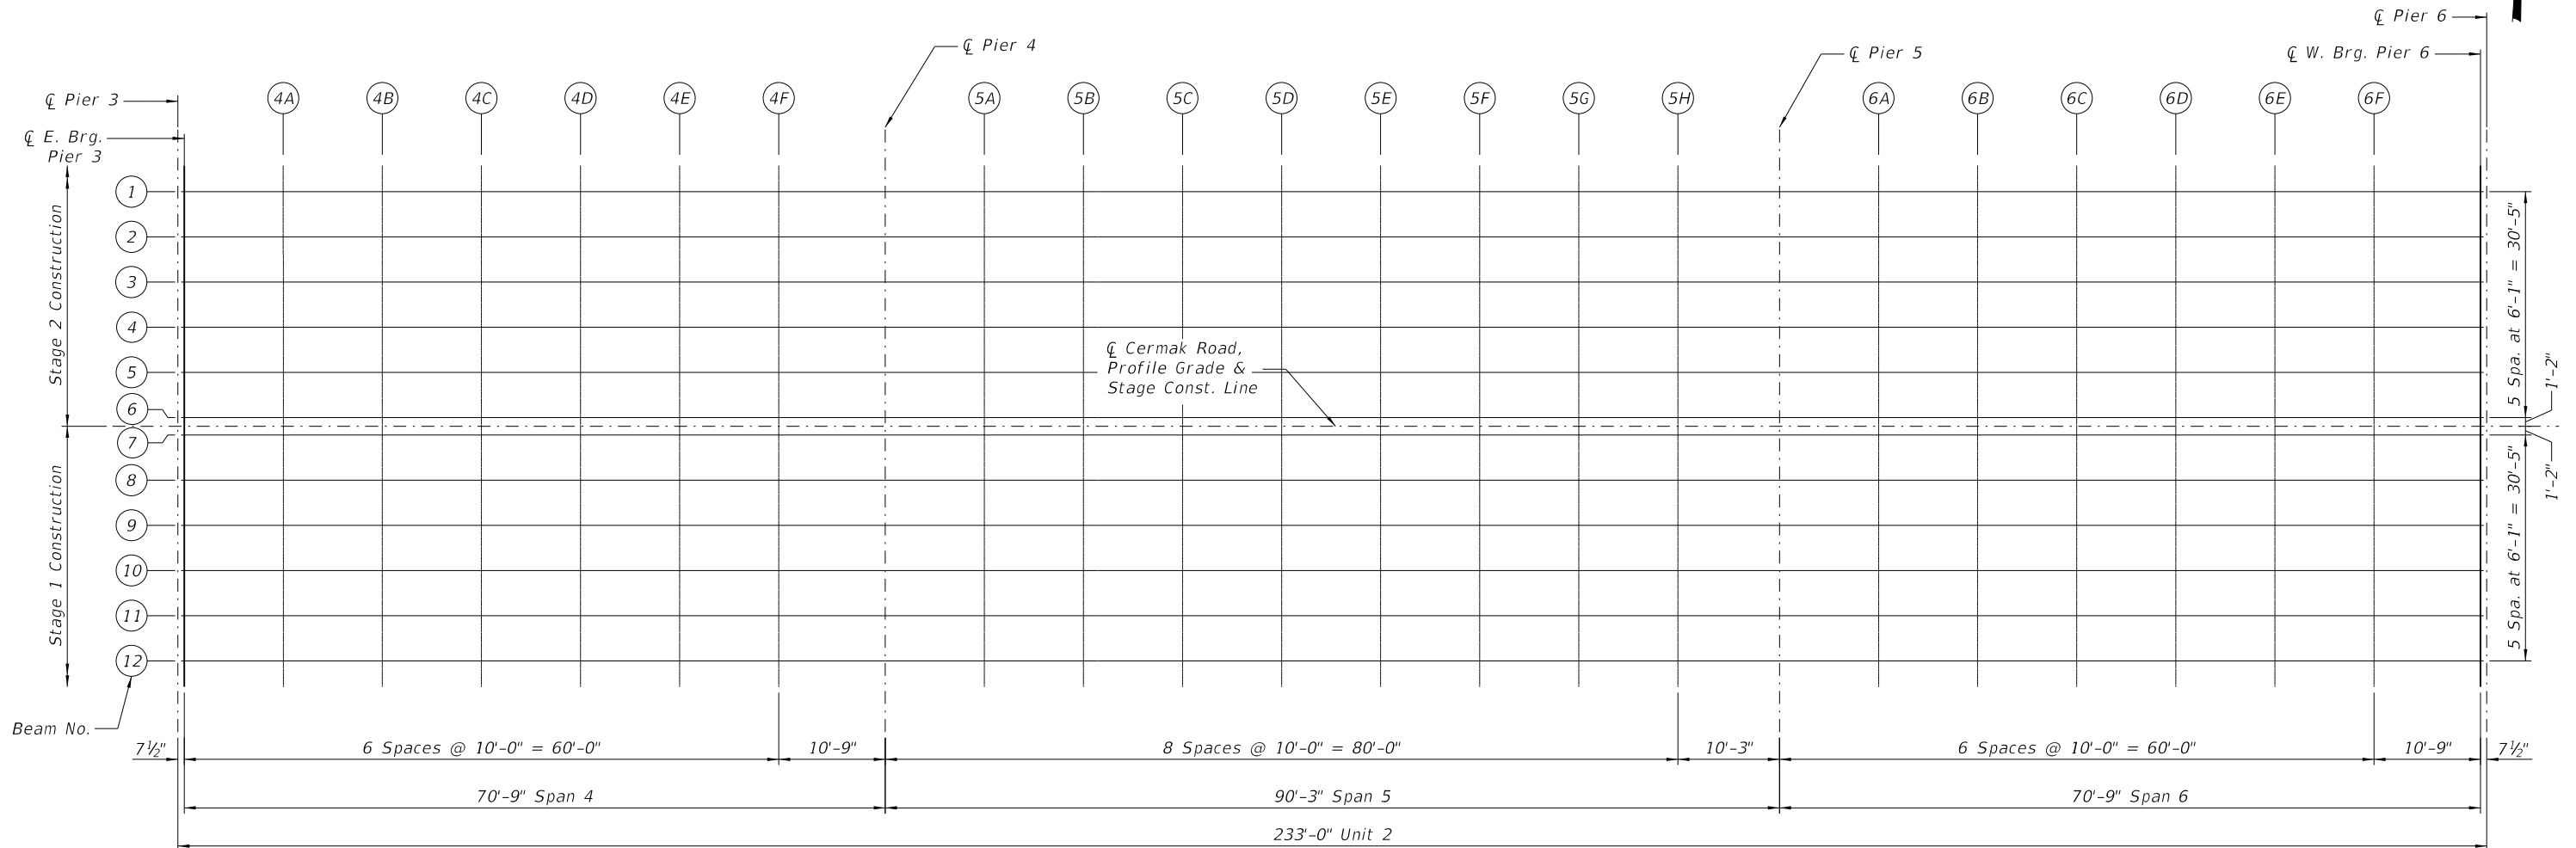 ℄ Pier 6
℄ Pier 4
℄ Pier 5
℄ W. Brg. Pier 6
℄ Pier 3
4A 4B 4C 4D 4E 4F 5A 5B 5C 5D 5E 5F 5G 5H 6A 6B 6C 6D 6E 6F
℄ E. Brg.
Pier 3
Stage 2 Construction
Stage 1 Construction
1
2
3
4
5
6
7
8
9
10
11
12
Beam No.
℄ Cermak Road,
Profile Grade &
Stage Const. Line
5 Spa. at 6'-1" = 30'-5"
1'-2"
1'-2"
5 Spa. at 6'-1" = 30'-5"
7½" 6 Spaces @ 10'-0" = 60'-0" 10'-9" 8 Spaces @ 10'-0" = 80'-0" 10'-3" 6 Spaces @ 10'-0" = 60'-0" 10'-9" 7½"
70'-9" Span 4 90'-3" Span 5 70'-9" Span 6
233'-0" Unit 2